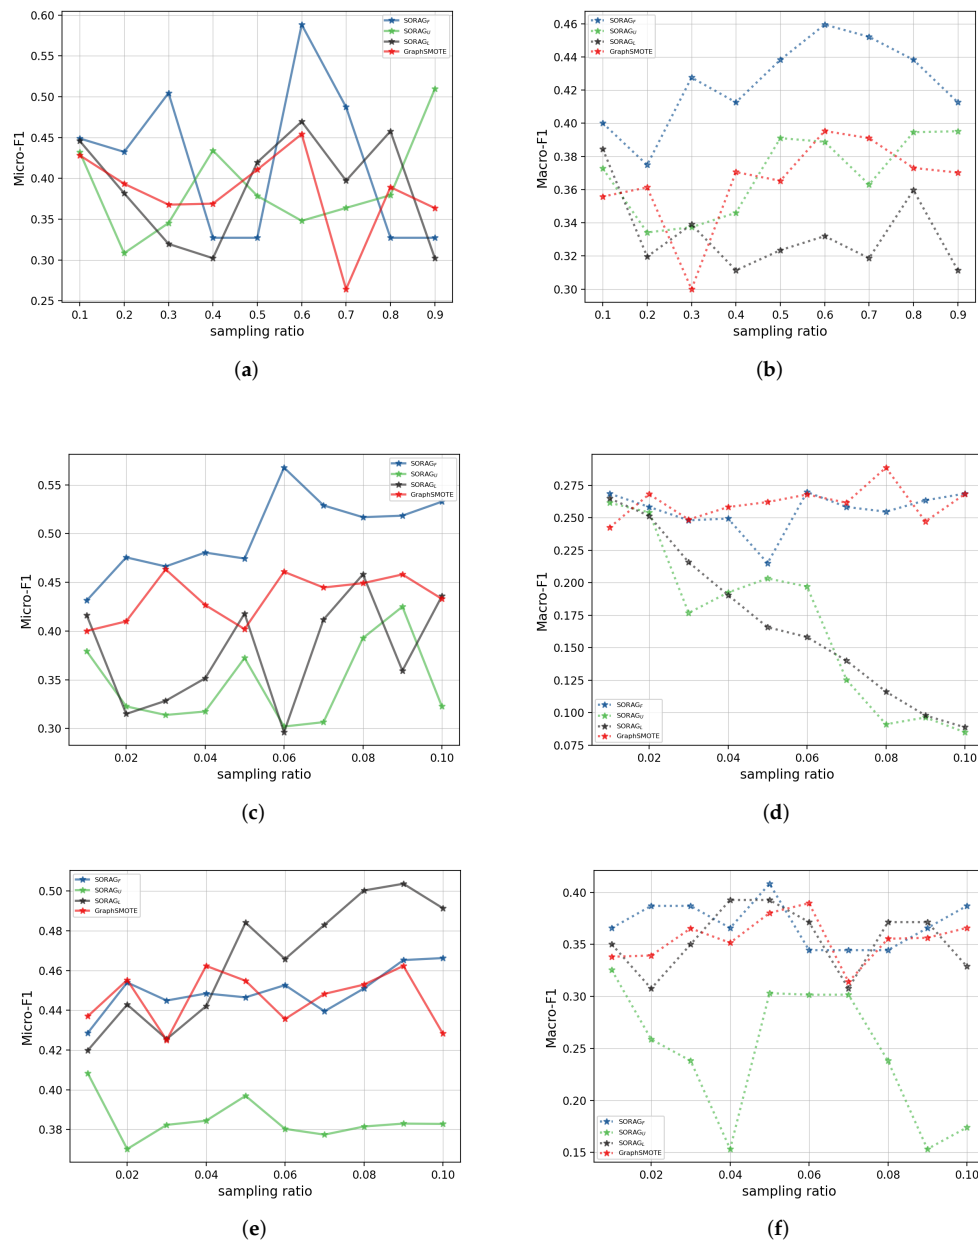 SORAG_F
SORAG_U
SORAG_L
GraphSMOTE
Micro-F1
0.60
0.55
0.50
0.45
0.40
0.35
0.30
0.25
0.1 0.2 0.3 0.4 0.5 0.6 0.7 0.8 0.9
sampling ratio
(a)
SORAG_F
SORAG_U
SORAG_L
GraphSMOTE
Macro-F1
0.46
0.44
0.42
0.40
0.38
0.36
0.34
0.32
0.30
0.1 0.2 0.3 0.4 0.5 0.6 0.7 0.8 0.9
sampling ratio
(b)
SORAG_F
SORAG_U
SORAG_L
GraphSMOTE
Micro-F1
0.55
0.50
0.45
0.40
0.35
0.30
0.02 0.04 0.06 0.08 0.10
sampling ratio
(c)
Macro-F1
0.275
0.250
0.225
0.200
0.175
0.150
0.125
0.100
0.075
SORAG_F
SORAG_U
SORAG_L
GraphSMOTE
0.02 0.04 0.06 0.08 0.10
sampling ratio
(d)
SORAG_F
SORAG_U
SORAG_L
GraphSMOTE
Micro-F1
0.50
0.48
0.46
0.44
0.42
0.40
0.38
0.02 0.04 0.06 0.08 0.10
sampling ratio
(e)
Macro-F1
0.40
0.35
0.30
0.25
0.20
0.15
SORAG_F
SORAG_U
SORAG_L
GraphSMOTE
0.02 0.04 0.06 0.08 0.10
sampling ratio
(f)